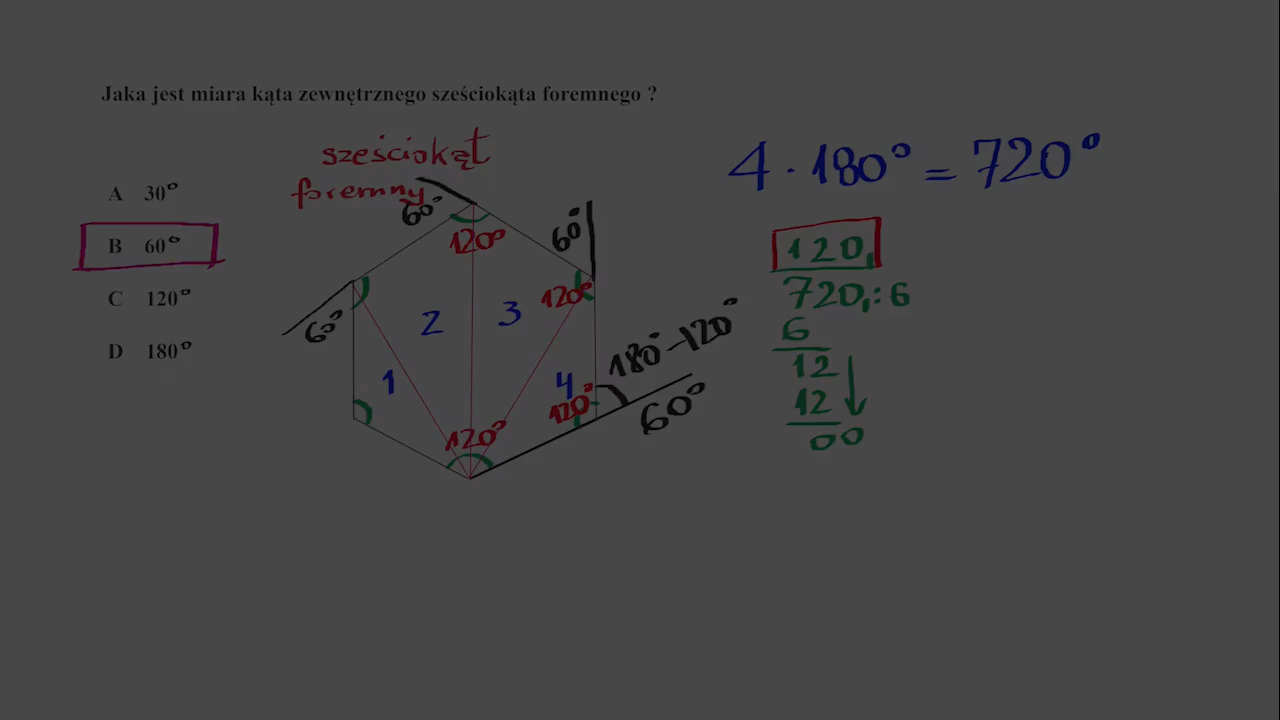 Jaka jest miara kąta zewnętrznego sześciokąta foremnego ?
A 30°
B 60°
C 120°
D 180°
sześciokąt
foremny
60°
120°
60°
120°
60°
1
2
3
4
120°
120°
180°-120°
60°
4 · 180° = 720°
120
720 : 6
6
12
12
00